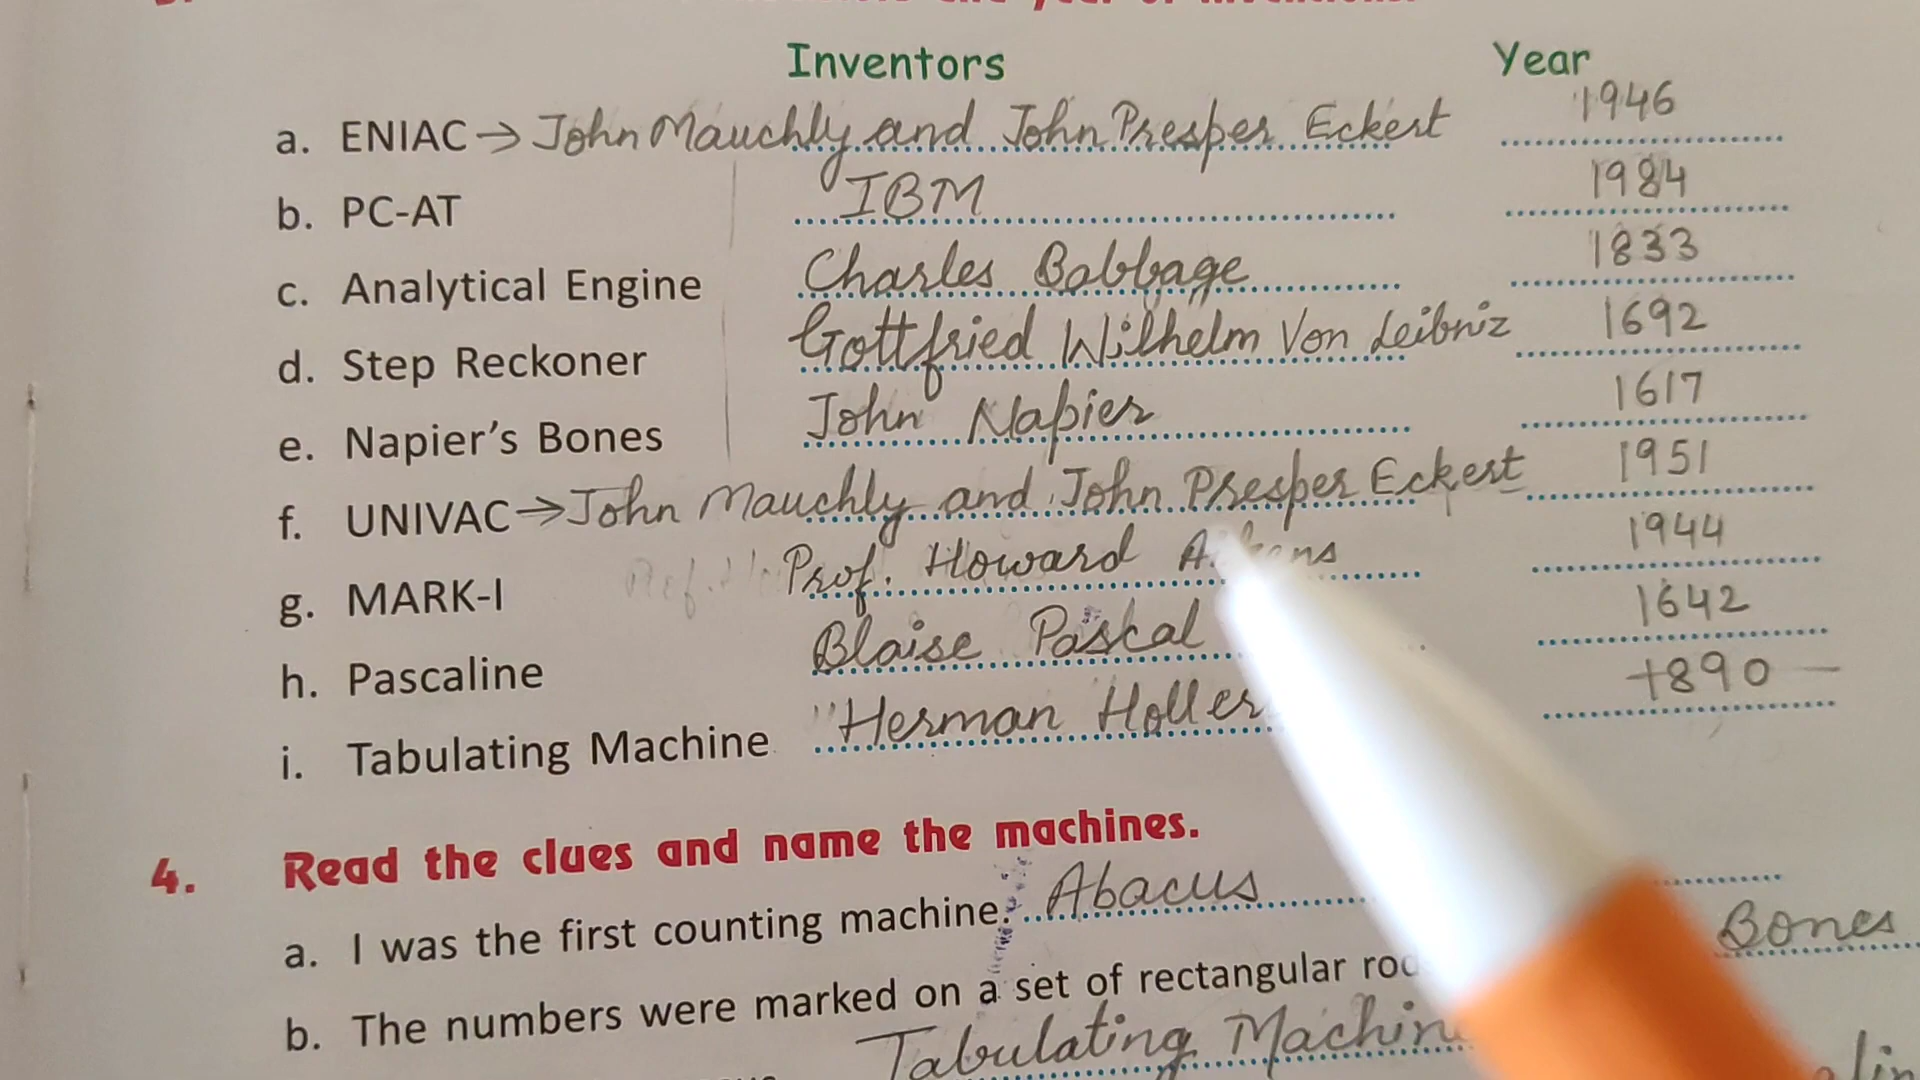 Inventors Year
a. ENIAC → John Mauchly and John Presper Eckert 1946
b. PC-AT IBM 1984
c. Analytical Engine Charles Babbage 1833
d. Step Reckoner Gottfried Wilhelm Von Leibniz 1692
e. Napier's Bones John Napier 1617
f. UNIVAC → John Mauchly and John Presper Eckert 1951
g. MARK-I Prof. Howard 1944
h. Pascaline Blaise Pascal 1642
i. Tabulating Machine Herman 1890
4. Read the clues and name the machines.
a. I was the first counting machine. Abacus
b. The numbers were marked on a set of rectangular Bones
Tabulating